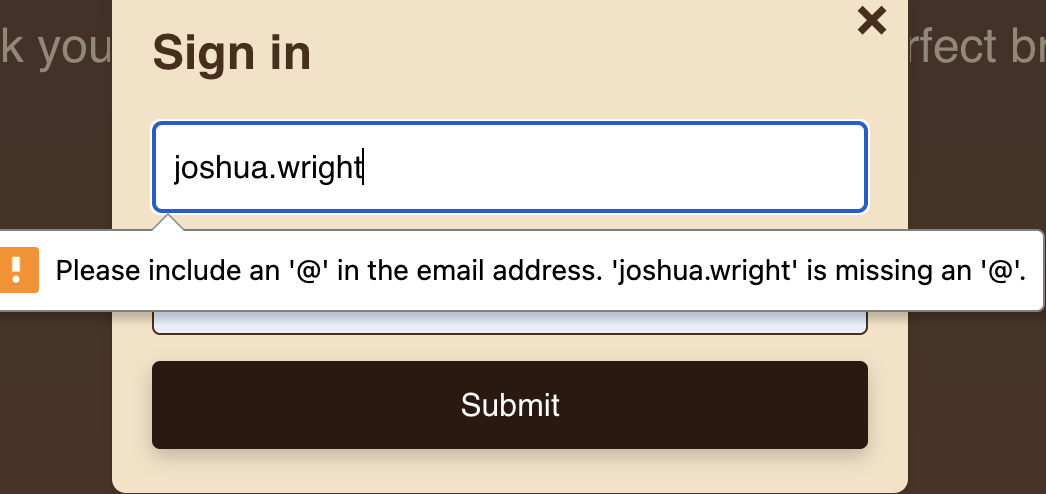 k you
rfect br
Sign in
joshua.wright
Please include an '@' in the email address. 'joshua.wright' is missing an '@'.
Submit